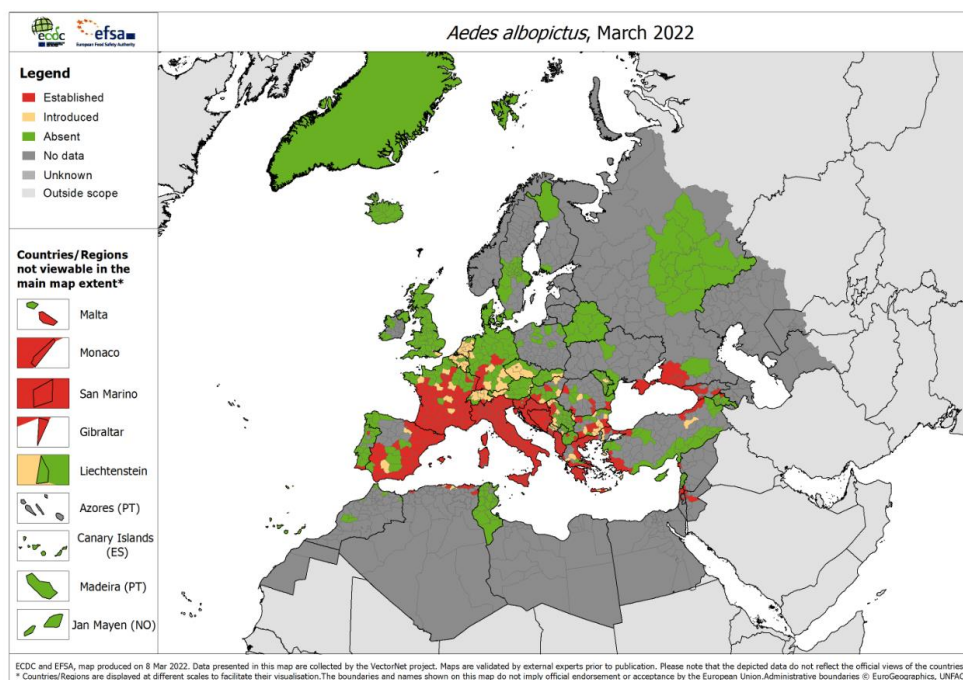 ecdc
efsa
European Food Safety Authority
Aedes albopictus, March 2022
Legend
Established
Introduced
Absent
No data
Unknown
Outside scope
Countries/Regions
not viewable in the
main map extent*
Malta
Monaco
San Marino
Gibraltar
Liechtenstein
Azores (PT)
Canary Islands
(ES)
Madeira (PT)
Jan Mayen (NO)
ECDC and EFSA, map produced on 8 Mar 2022. Data presented in this map are collected by the VectorNet project. Maps are validated by external experts prior to publication. Please note that the depicted data do not reflect the official views of the countries
* Countries/Regions are displayed at different scales to facilitate their visualisation.The boundaries and names shown on this map do not imply official endorsement or acceptance by the European Union.Administrative boundaries © EuroGeographics, UNFAO